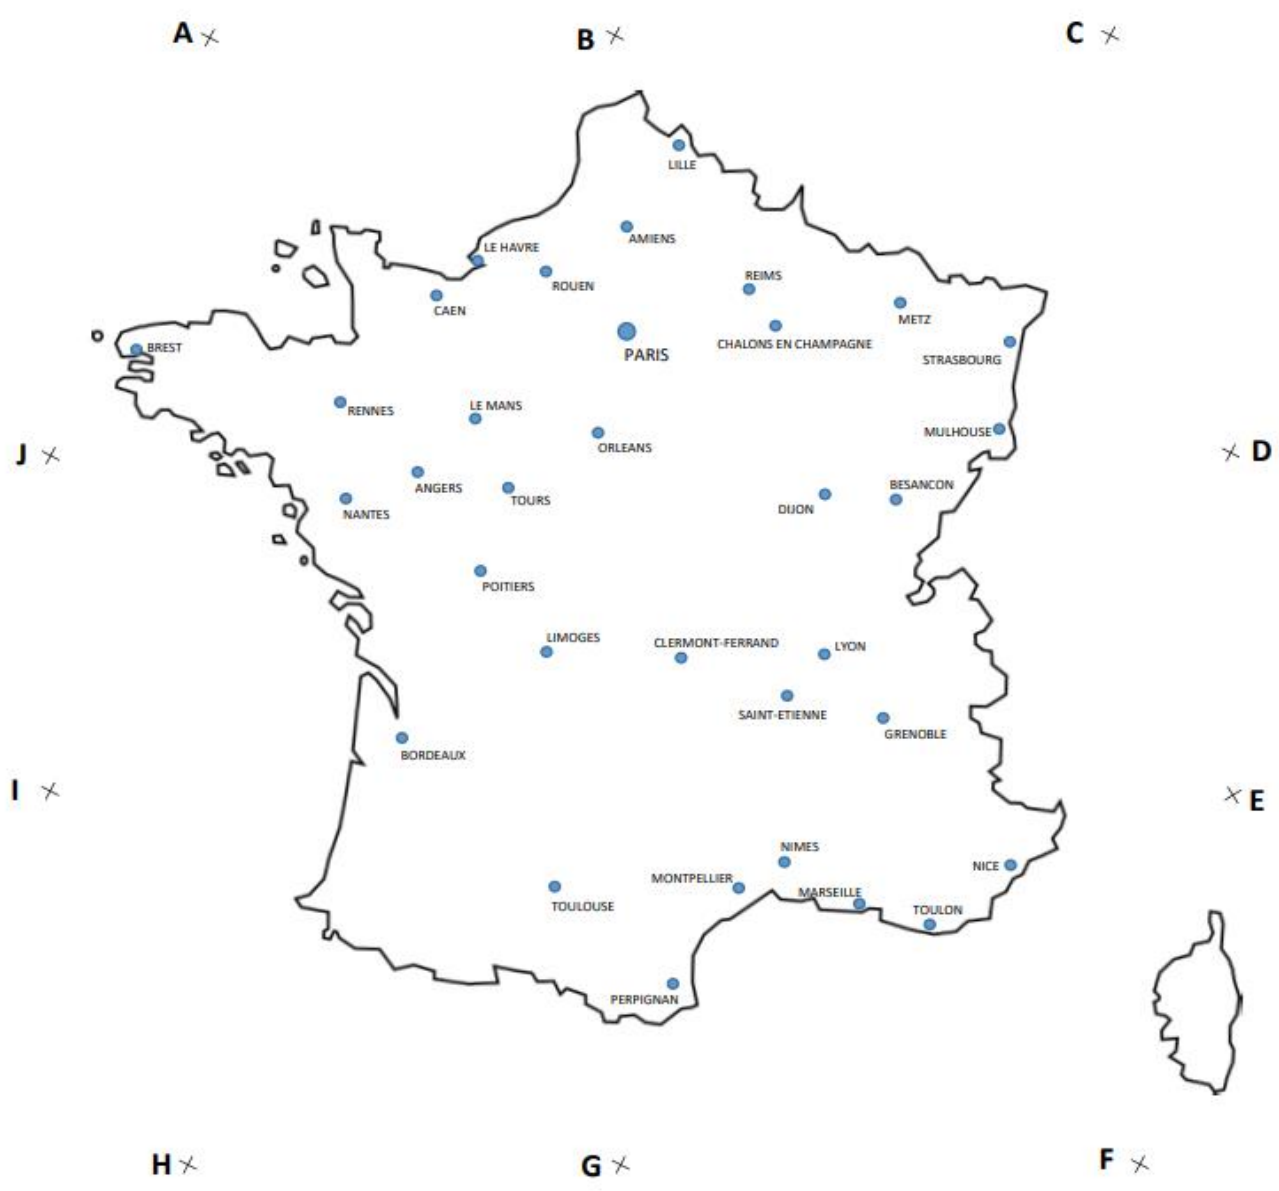 A
B
C
LILLE
AMIENS
LE HAVRE
ROUEN
REIMS
CAEN
METZ
PARIS
CHALONS EN CHAMPAGNE
BREST
STRASBOURG
RENNES
LE MANS
MULHOUSE
ORLEANS
J
D
ANGERS
TOURS
BESANCON
NANTES
DIJON
POITIERS
LIMOGES
CLERMONT-FERRAND
LYON
SAINT-ETIENNE
GRENOBLE
BORDEAUX
I
E
NIMES
NICE
MONTPELLIER
MARSEILLE
TOULOUSE
TOULON
PERPIGNAN
H
G
F